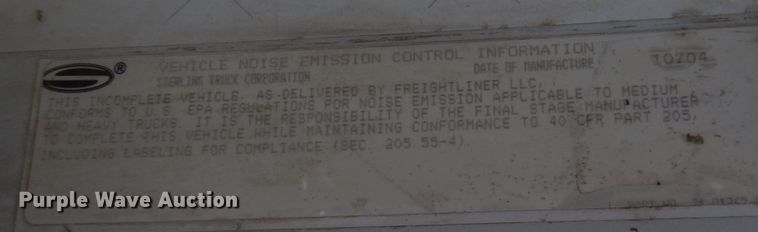 VEHICLE NOISE EMISSION CONTROL INFORMATION
STERLING TRUCK CORPORATION DATE OF MANUFACTURE 10Z04
THIS INCOMPLETE VEHICLE, AS DELIVERED BY FREIGHTLINER LLC,
CONFORMS TO U.S EPA REGULATIONS FOR NOISE EMISSION APPLICABLE TO MEDIUM
AND HEAVY TRUCKS. IT IS THE RESPONSIBILITY OF THE FINAL STAGE MANUFACTURER
TO COMPLETE THIS VEHICLE WHILE MAINTAINING CONFORMANCE TO 40 CFR PART 205,
INCLUDING LABELING FOR COMPLIANCE (SEC. 205 55-4)
PART NO.
Purple Wave Auction